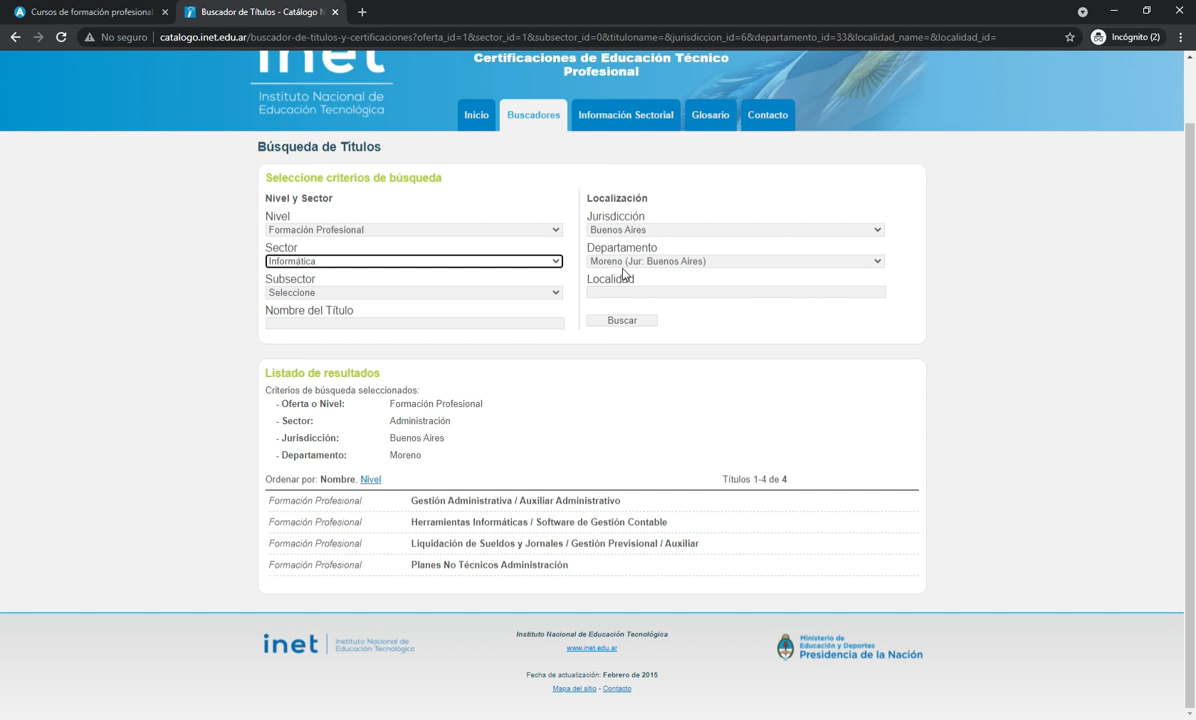 Cursos de formación profesional
Buscador de Títulos - Catálogo N
No seguro
catalogo.inet.edu.ar/buscador-de-titulos-y-certificaciones?oferta_id=1&sector_id=1&subsector_id=0&tituloname=&jurisdiccion_id=6&departamento_id=33&localidad_name=&localidad_id=
Incógnito (2)
inet
Instituto Nacional de
Educación Tecnológica
Certificaciones de Educación Técnico
Profesional
Inicio Buscadores Información Sectorial Glosario Contacto
Búsqueda de Títulos
Seleccione criterios de búsqueda
Nivel y Sector
Nivel
Formación Profesional
Sector
Informática
Subsector
Seleccione
Nombre del Título
Localización
Jurisdicción
Buenos Aires
Departamento
Moreno (Jur: Buenos Aires)
Localidad
Buscar
Listado de resultados
Criterios de búsqueda seleccionados:
- Oferta o Nivel: Formación Profesional
- Sector: Administración
- Jurisdicción: Buenos Aires
- Departamento: Moreno
Ordenar por: Nombre, Nivel Títulos 1-4 de 4
Formación Profesional Gestión Administrativa / Auxiliar Administrativo
Formación Profesional Herramientas Informáticas / Software de Gestión Contable
Formación Profesional Liquidación de Sueldos y Jornales / Gestión Previsional / Auxiliar
Formación Profesional Planes No Técnicos Administración
inet
Instituto Nacional de
Educación Tecnológica
Instituto Nacional de Educación Tecnológica
www.inet.edu.ar
Fecha de actualización: Febrero de 2015
Mapa del sitio - Contacto
Ministerio de
Educación y Deportes
Presidencia de la Nación